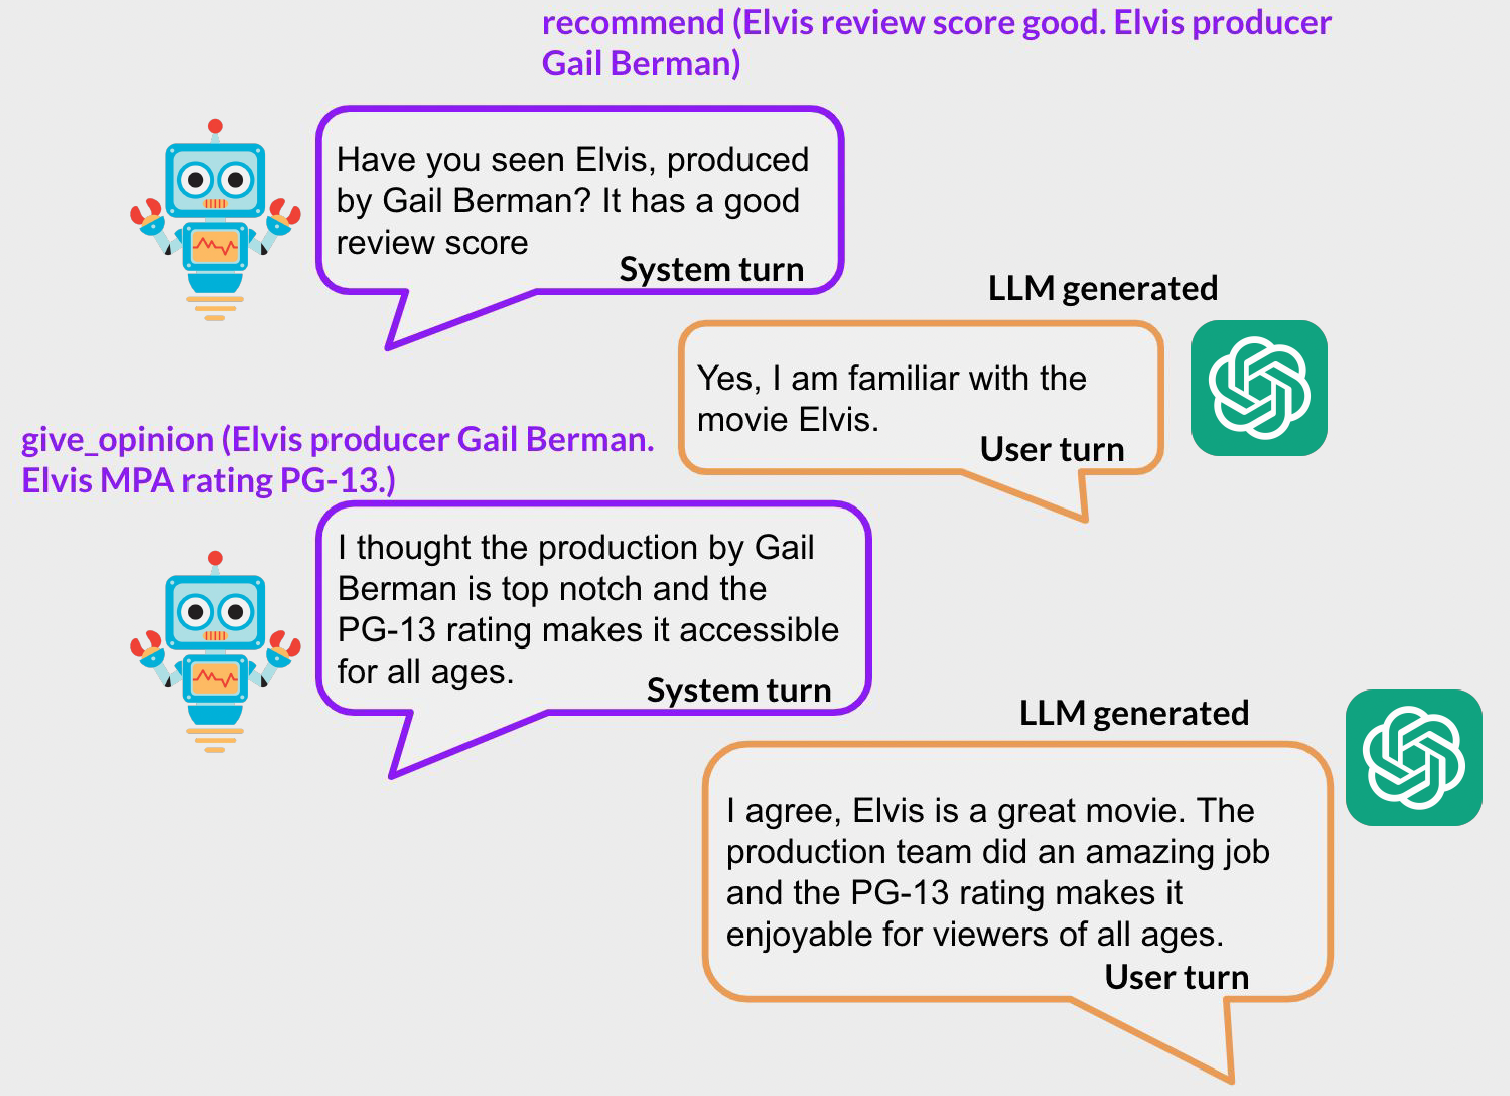 recommend (Elvis review score good. Elvis producer
Gail Berman)
Have you seen Elvis, produced
by Gail Berman? It has a good
review score
System turn
LLM generated
Yes, I am familiar with the
movie Elvis.
User turn
give_opinion (Elvis producer Gail Berman.
Elvis MPA rating PG-13.)
I thought the production by Gail
Berman is top notch and the
PG-13 rating makes it accessible
for all ages.
System turn
LLM generated
I agree, Elvis is a great movie. The
production team did an amazing job
and the PG-13 rating makes it
enjoyable for viewers of all ages.
User turn